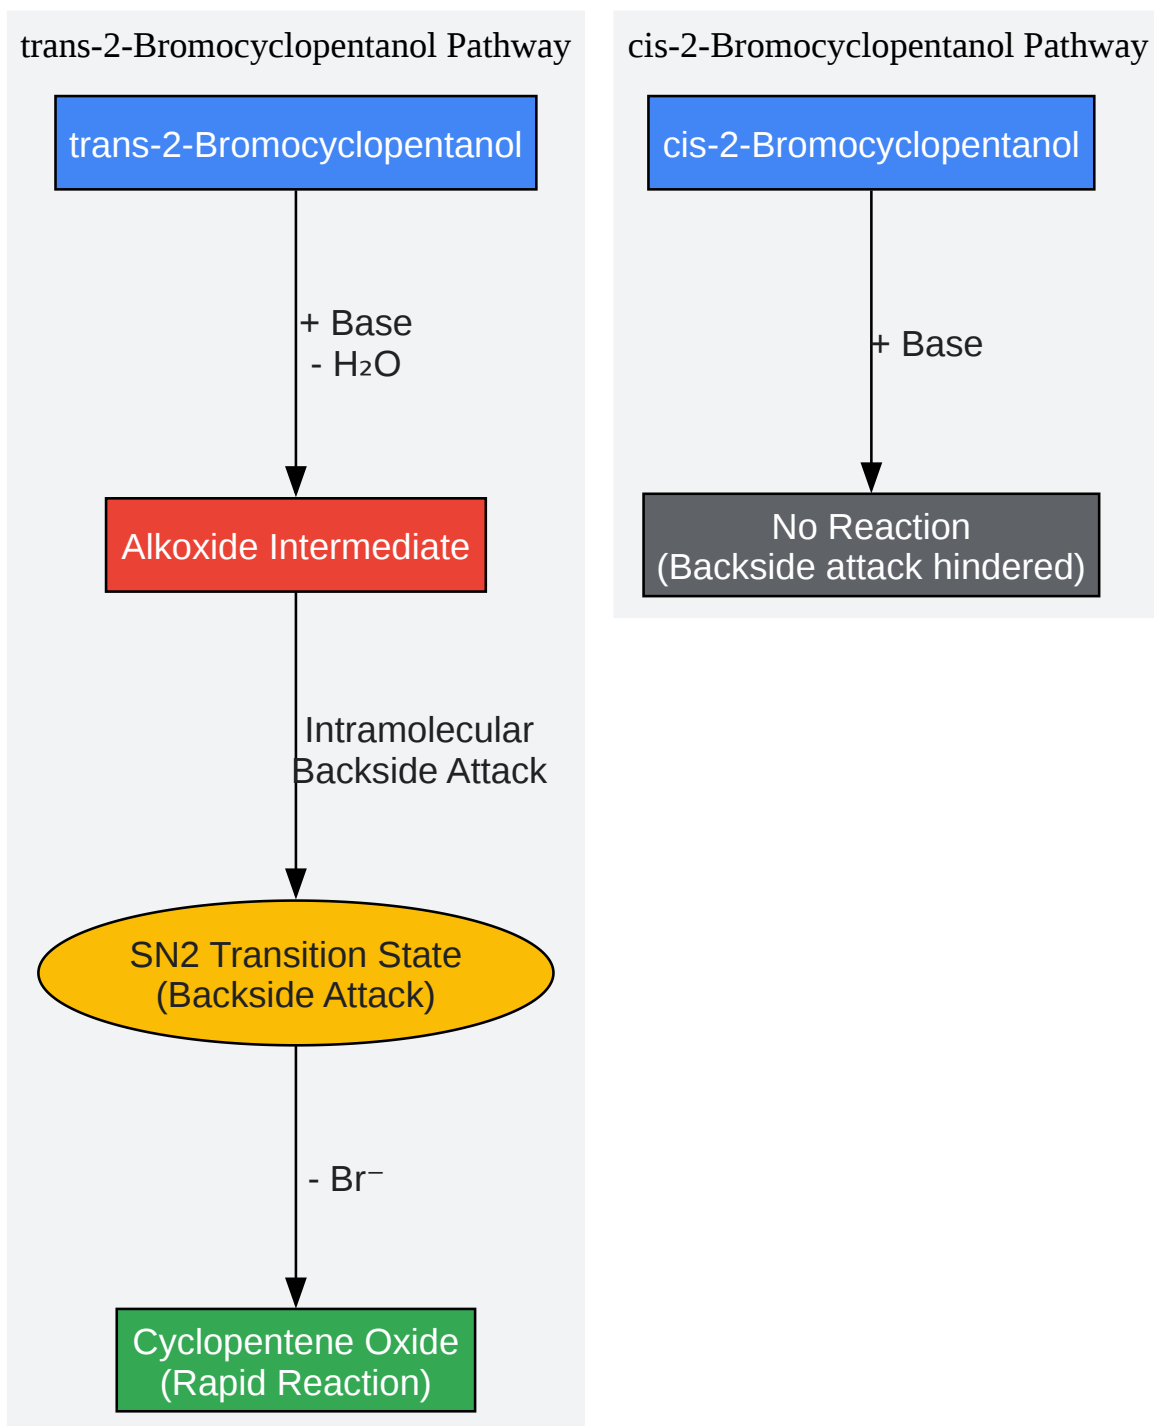 trans-2-Bromocyclopentanol Pathway
trans-2-Bromocyclopentanol
+ Base
- H₂O
Alkoxide Intermediate
Intramolecular
Backside Attack
SN2 Transition State
(Backside Attack)
- Br⁻
Cyclopentene Oxide
(Rapid Reaction)
cis-2-Bromocyclopentanol Pathway
cis-2-Bromocyclopentanol
+ Base
No Reaction
(Backside attack hindered)